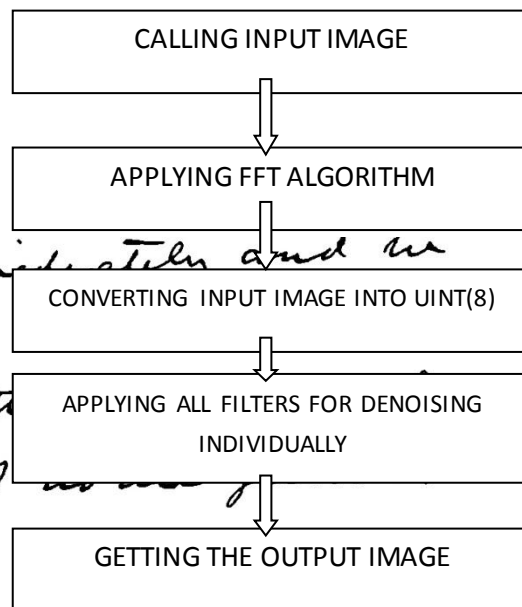 CALLING INPUT IMAGE
APPLYING FFT ALGORITHM
and
CONVERTING INPUT IMAGE INTO UINT(8)
APPLYING ALL FILTERS FOR DENOISING
INDIVIDUALLY
GETTING THE OUTPUT IMAGE